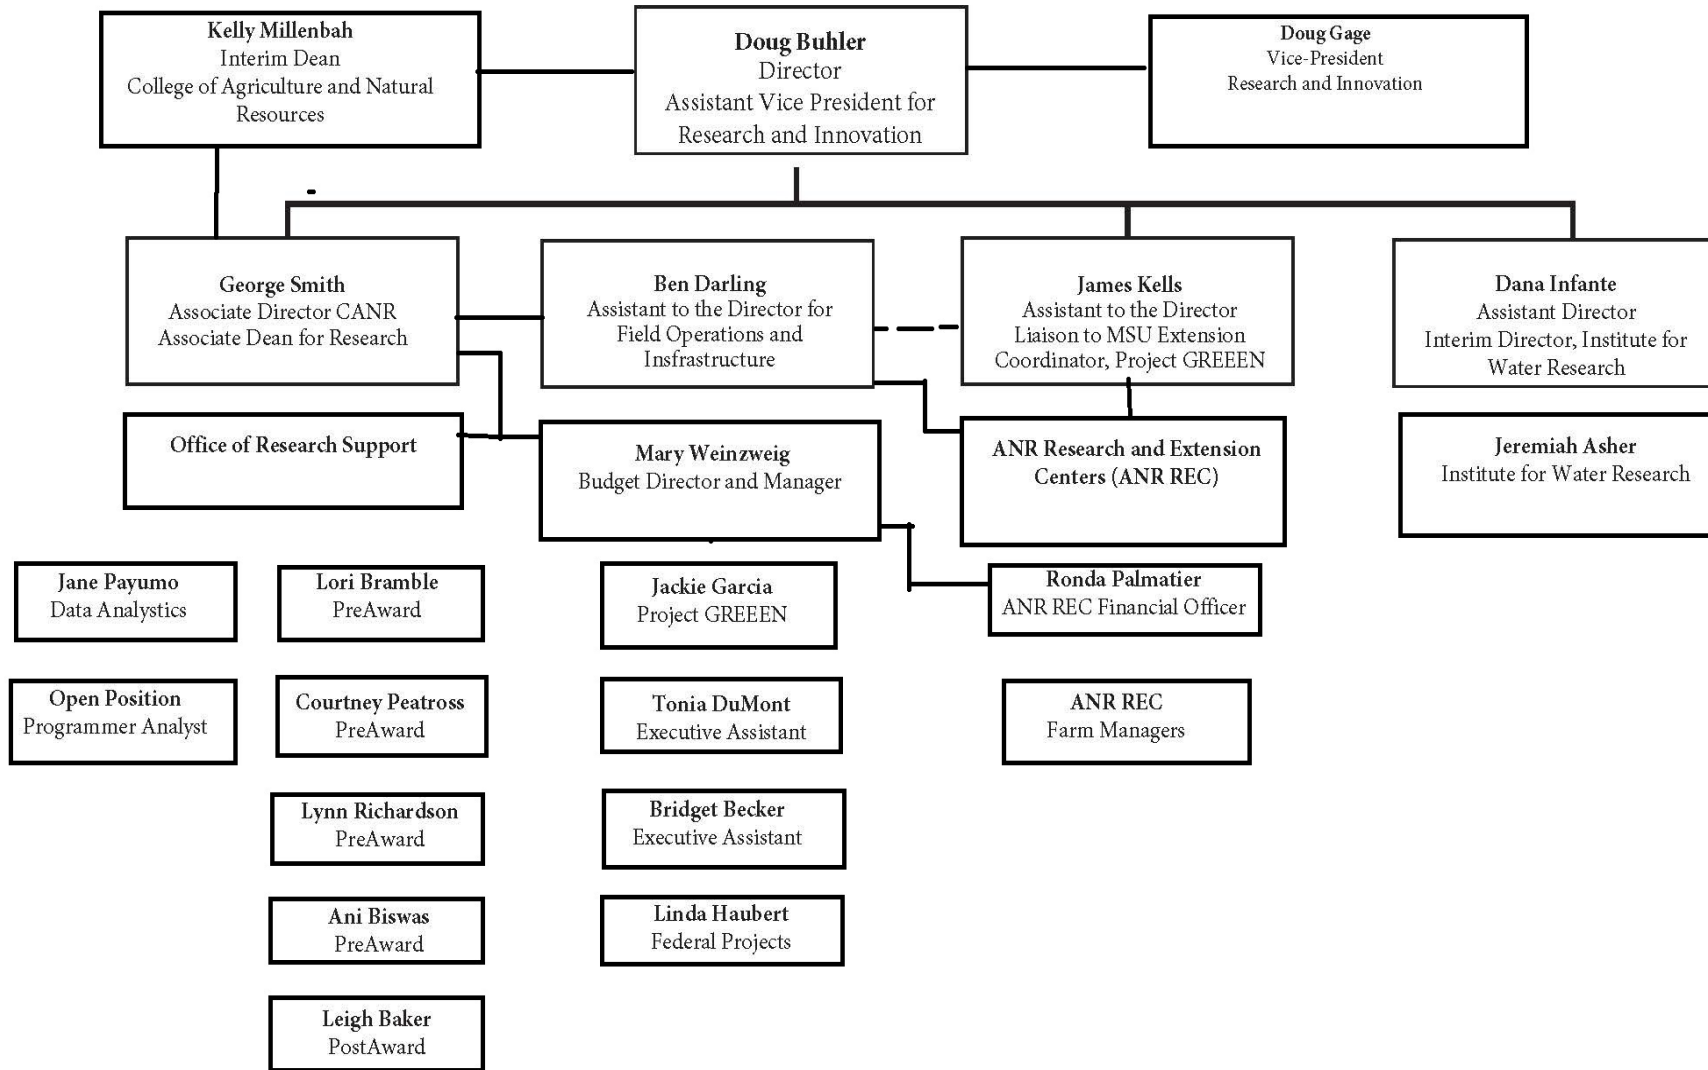 Kelly Millenbah
Interim Dean
College of Agriculture and Natural
Resources
Doug Buhler
Director
Assistant Vice President for
Research and Innovation
Doug Gage
Vice-President
Research and Innovation
George Smith
Associate Director CANR
Associate Dean for Research
Ben Darling
Assistant to the Director for
Field Operations and
Insfrastructure
James Kells
Assistant to the Director
Liaison to MSU Extension
Coordinator, Project GREEEN
Dana Infante
Assistant Director
Interim Director, Institute for
Water Research
Office of Research Support
Mary Weinzweig
Budget Director and Manager
ANR Research and Extension
Centers (ANR REC)
Jeremiah Asher
Institute for Water Research
Jane Payumo
Data Analystics
Lori Bramble
PreAward
Jackie Garcia
Project GREEEN
Ronda Palmatier
ANR REC Financial Officer
Open Position
Programmer Analyst
Courtney Peatross
PreAward
Tonia DuMont
Executive Assistant
ANR REC
Farm Managers
Lynn Richardson
PreAward
Bridget Becker
Executive Assistant
Ani Biswas
PreAward
Linda Haubert
Federal Projects
Leigh Baker
PostAward